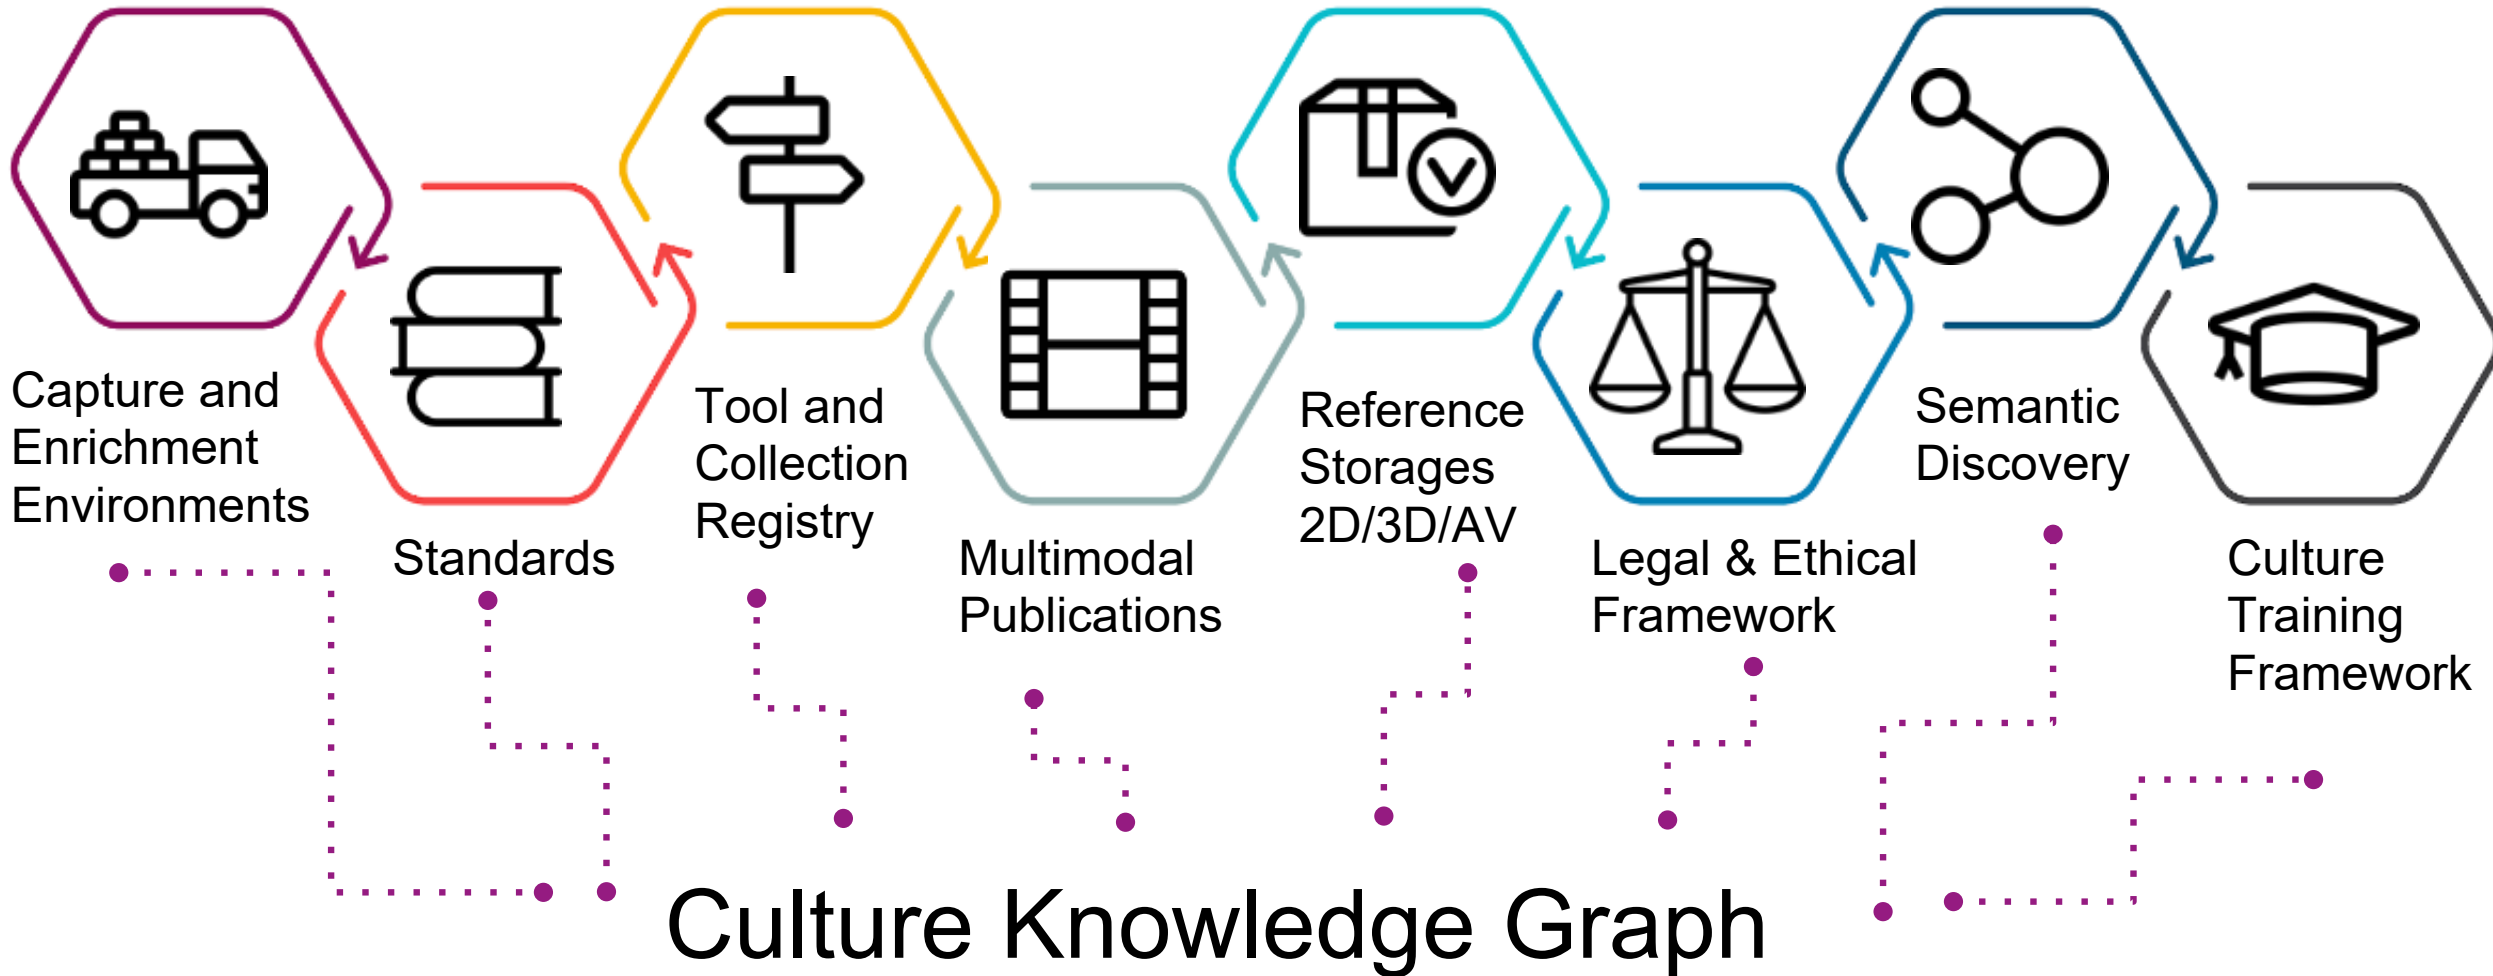 Capture and
Enrichment
Environments
Standards
Tool and
Collection
Registry
Multimodal
Publications
Reference
Storages
2D/3D/AV
Legal & Ethical
Framework
Semantic
Discovery
Culture
Training
Framework
Culture Knowledge Graph